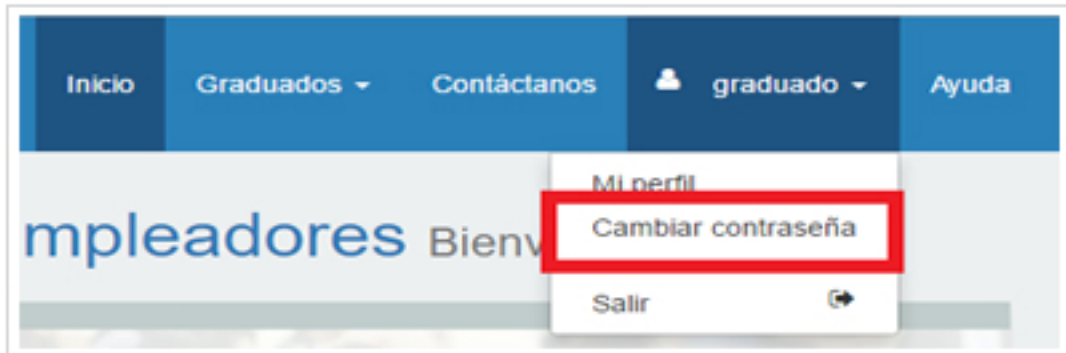 Inicio Graduados Contáctanos graduado Ayuda
Mi perfil
mpleadores Bienv
Cambiar contraseña
Salir